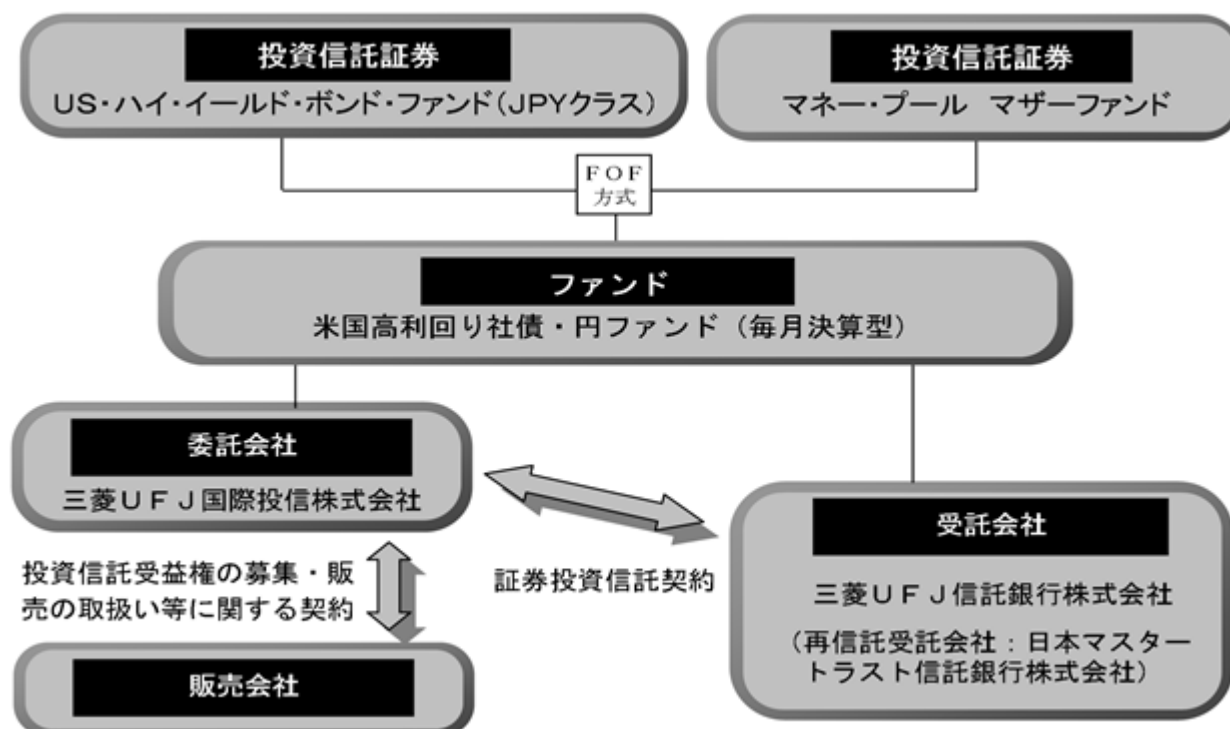 投資信託証券
US・ハイ・イールド・ボンド・ファンド(JPYクラス)
投資信託証券
マネー・プール マザーファンド
FOF
方式
ファンド
米国高利回り社債・円ファンド（毎月決算型）
委託会社
三菱ＵＦＪ国際投信株式会社
投資信託受益権の募集・販
売の取扱い等に関する契約
販売会社
証券投資信託契約
受託会社
三菱ＵＦＪ信託銀行株式会社
（再信託受託会社：日本マスター
トラスト信託銀行株式会社）